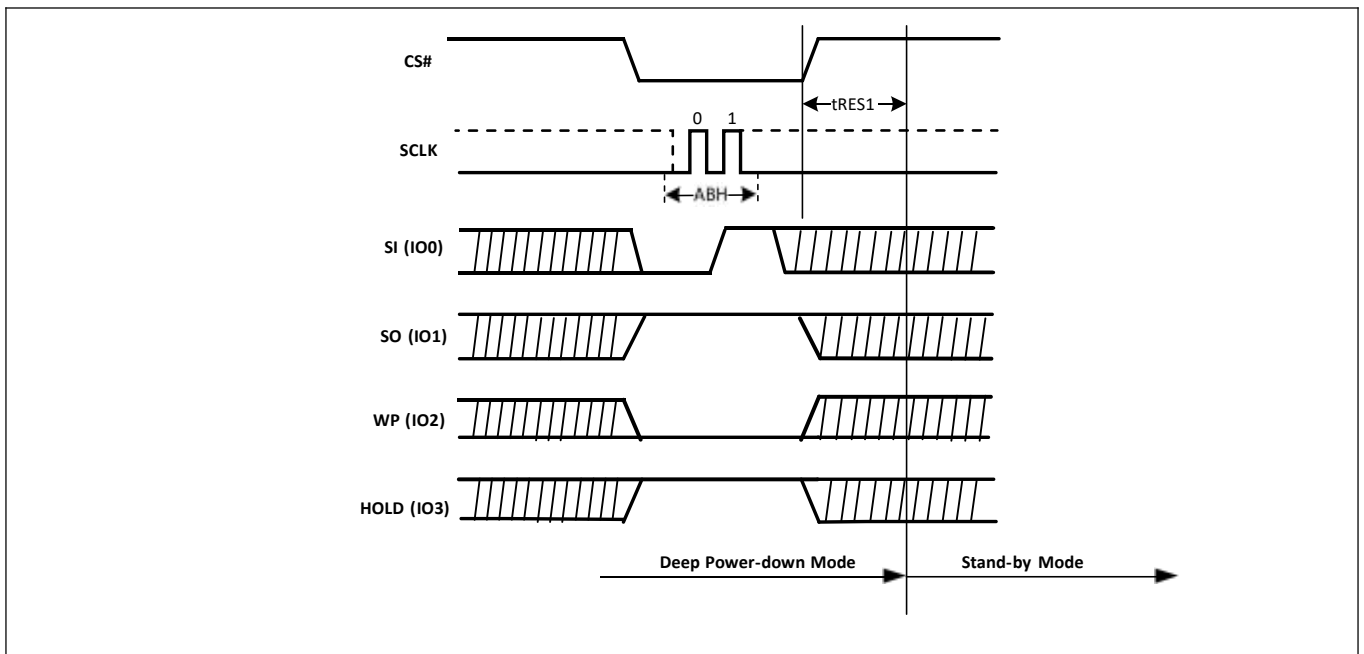 CS#
tRES1
0 1
SCLK
ABH
SI (IO0)
SO (IO1)
WP (IO2)
HOLD (IO3)
Deep Power-down Mode
Stand-by Mode